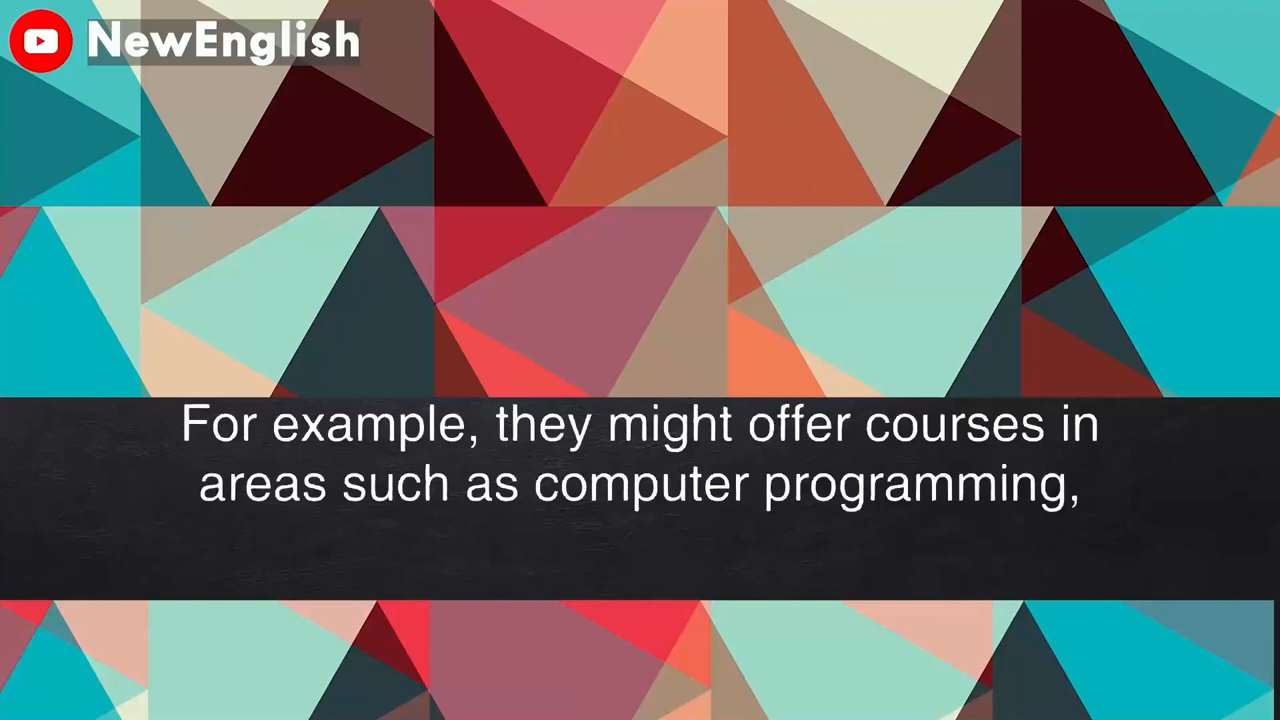 NewEnglish
For example, they might offer courses in
areas such as computer programming,